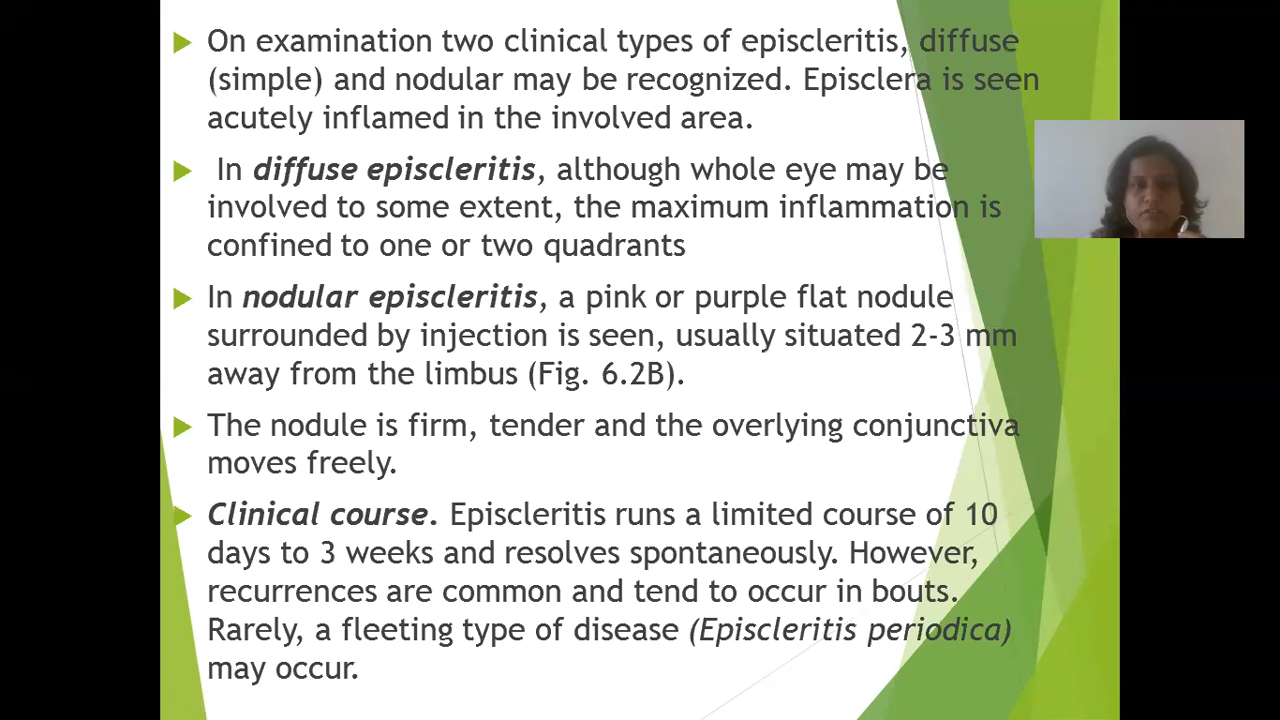 On examination two clinical types of episcleritis, diffuse
(simple) and nodular may be recognized. Episclera is seen
acutely inflamed in the involved area.
In diffuse episcleritis, although whole eye may be
involved to some extent, the maximum inflammation is
confined to one or two quadrants
In nodular episcleritis, a pink or purple flat nodule
surrounded by injection is seen, usually situated 2-3 mm
away from the limbus (Fig. 6.2B).
The nodule is firm, tender and the overlying conjunctiva
moves freely.
Clinical course. Episcleritis runs a limited course of 10
days to 3 weeks and resolves spontaneously. However,
recurrences are common and tend to occur in bouts.
Rarely, a fleeting type of disease (Episcleritis periodica)
may occur.